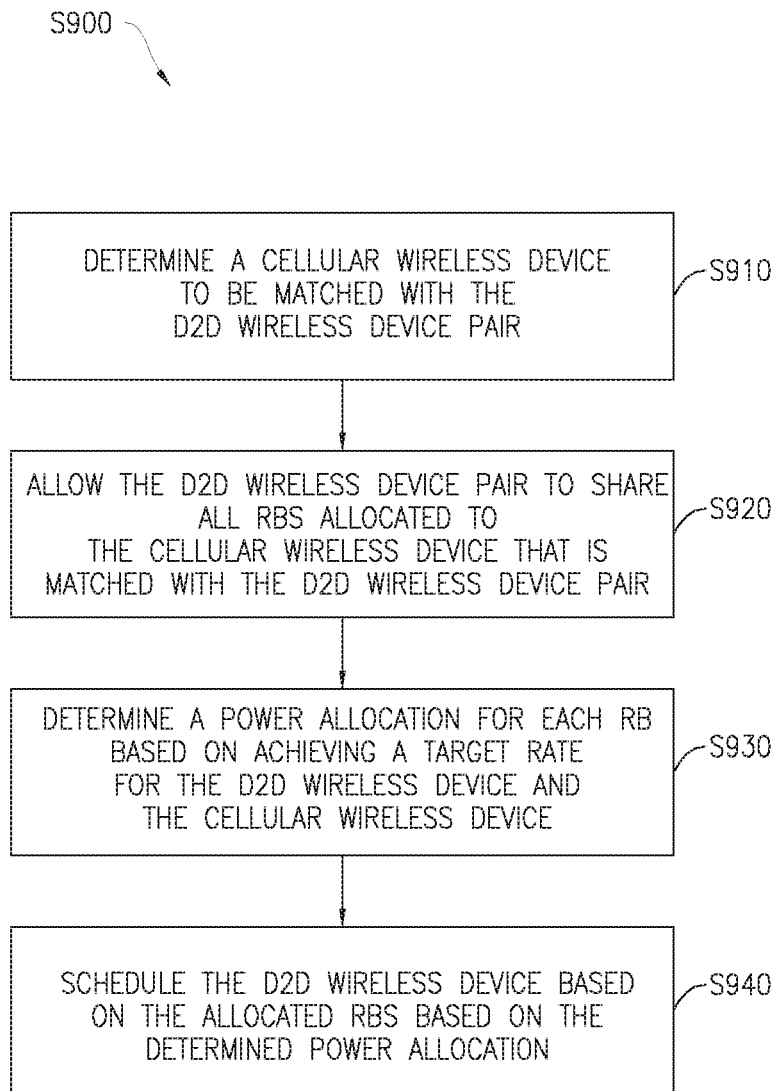 S900
DETERMINE A CELLULAR WIRELESS DEVICE
TO BE MATCHED WITH THE
D2D WIRELESS DEVICE PAIR
S910
ALLOW THE D2D WIRELESS DEVICE PAIR TO SHARE
ALL RBS ALLOCATED TO
THE CELLULAR WIRELESS DEVICE THAT IS
MATCHED WITH THE D2D WIRELESS DEVICE PAIR
S920
DETERMINE A POWER ALLOCATION FOR EACH RB
BASED ON ACHIEVING A TARGET RATE
FOR THE D2D WIRELESS DEVICE AND
THE CELLULAR WIRELESS DEVICE
S930
SCHEDULE THE D2D WIRELESS DEVICE BASED
ON THE ALLOCATED RBS BASED ON THE
DETERMINED POWER ALLOCATION
S940